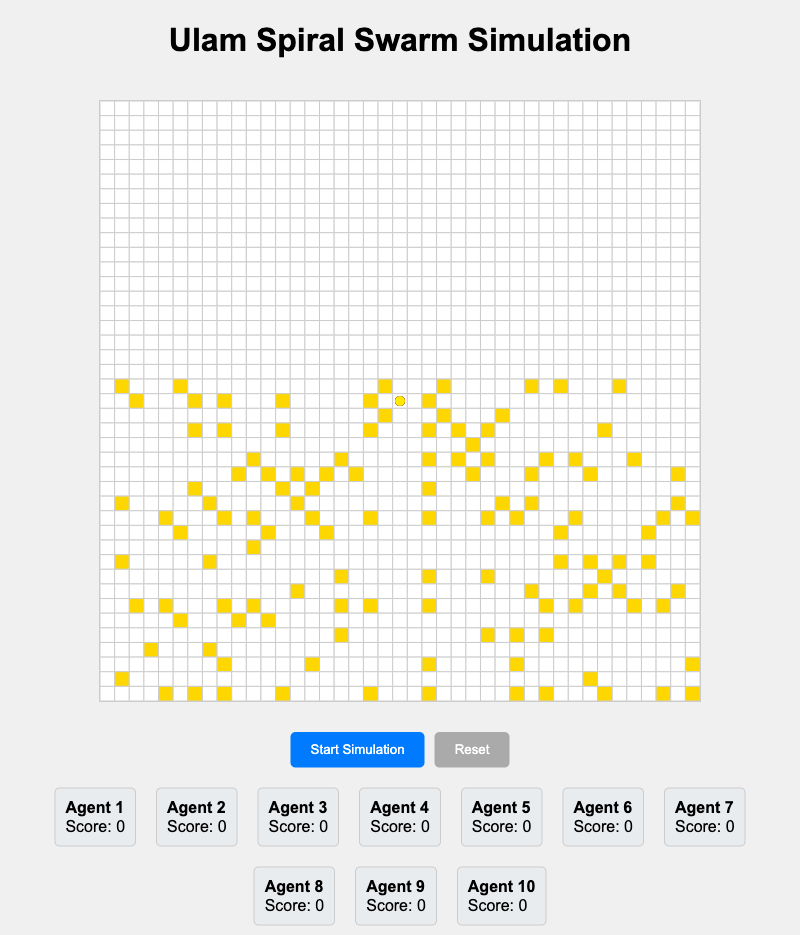 Ulam Spiral Swarm Simulation
Start Simulation
Reset
Agent 1
Score: 0
Agent 2
Score: 0
Agent 3
Score: 0
Agent 4
Score: 0
Agent 5
Score: 0
Agent 6
Score: 0
Agent 7
Score: 0
Agent 8
Score: 0
Agent 9
Score: 0
Agent 10
Score: 0